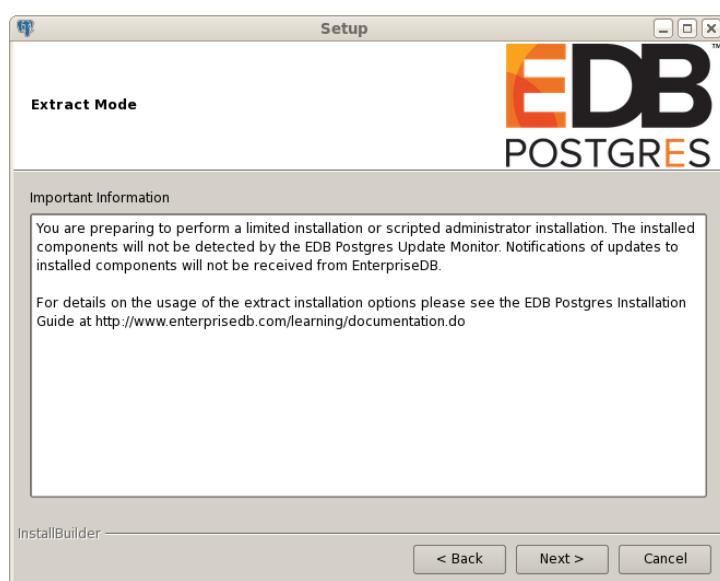 Setup
Extract Mode
EDB™
POSTGRES
Important Information
You are preparing to perform a limited installation or scripted administrator installation. The installed
components will not be detected by the EDB Postgres Update Monitor. Notifications of updates to
installed components will not be received from EnterpriseDB.
For details on the usage of the extract installation options please see the EDB Postgres Installation
Guide at http://www.enterprisedb.com/learning/documentation.do
InstallBuilder
< Back
Next >
Cancel